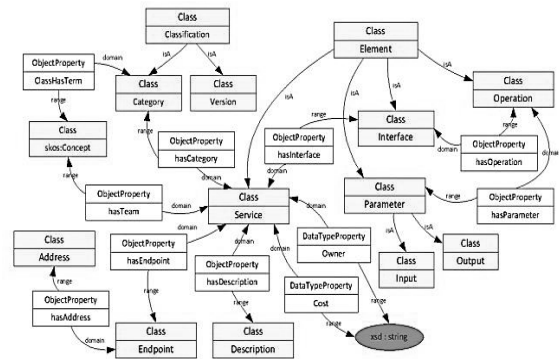 Class
Classification
Class
Element
isA
isA
isA
isA
isA
isA
ObjectProperty
ClassHasTerm
domain
range
Class
Category
Class
Version
Class
Operation
Class
skos:Concept
range
range
ObjectProperty
hasCategory
domain
ObjectProperty
hasInterface
range
domain
Class
Interface
range
domain
ObjectProperty
hasOperation
ObjectProperty
hasTeam
domain
Class
Service
Class
Parameter
range
ObjectProperty
hasParameter
domain
Class
Address
ObjectProperty
hasEndpoint
domain
domain
domain
domain
DataTypeProperty
Owner
isA
isA
Class
Input
Class
Output
range
ObjectProperty
hasAddress
domain
range
ObjectProperty
hasDescription
range
DataTypeProperty
Cost
range
range
Class
Endpoint
Class
Description
xsd : string